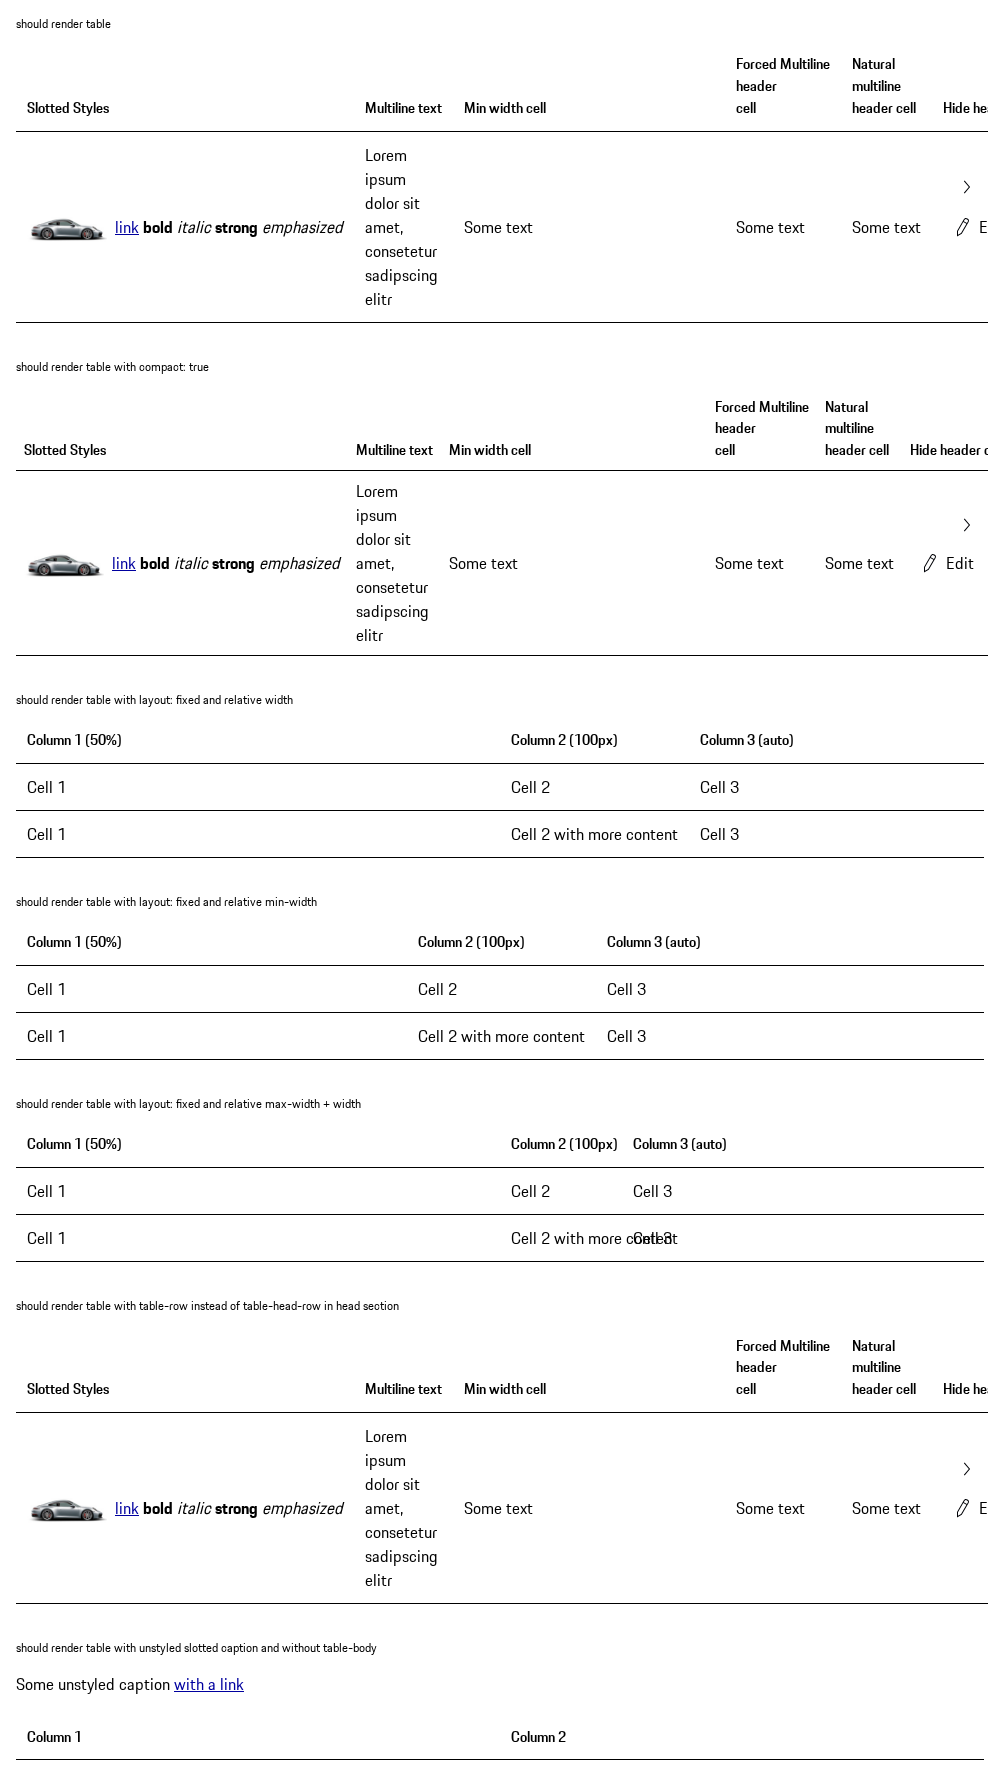 should render table
Forced Multiline Natural
header multiline
Slotted Styles Multiline text Min width cell cell header cell Hide
Lorem
ipsum
dolor sit
amet,
link bold italic strong emphasized Some text Some text Some text
consetetur
sadipscing
elitr
should render table with compact: true
Forced Multiline Natural
header multiline
Slotted Styles Multiline text Min width cell cell header cell Hide header
Lorem
ipsum
dolor sit
amet,
link bold italic strong emphasized Some text Some text Some text Edit
consetetur
sadipscing
elitr
should render table with layout: fixed and relative width
Column 1 (50%) Column 2 (100px) Column 3 (auto)
Cell 1 Cell 2 Cell 3
Cell 1 Cell 2 with more content Cell 3
should render table with layout: fixed and relative min-width
Column 1 (50%) Column 2 (100px) Column 3 (auto)
Cell 1 Cell 2 Cell 3
Cell 1 Cell 2 with more content Cell 3
should render table with layout: fixed and relative max-width + width
Column 1 (50%) Column 2 (100px) Column 3 (auto)
Cell 1 Cell 2 Cell 3
Cell 1 Cell 2 with more content Cell 3
should render table with table-row instead of table-head-row in head section
Forced Multiline Natural
header multiline
Slotted Styles Multiline text Min width cell cell header cell Hide
Lorem
ipsum
dolor sit
amet,
link bold italic strong emphasized Some text Some text Some text
consetetur
sadipscing
elitr
should render table with unstyled slotted caption and without table-body
Some unstyled caption with a link
Column 1 Column 2